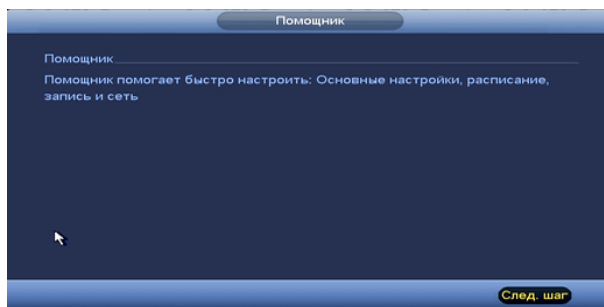 Помощник
Помощник
Помощник помогает быстро настроить: Основные настройки, расписание,
запись и сеть
След. шаг